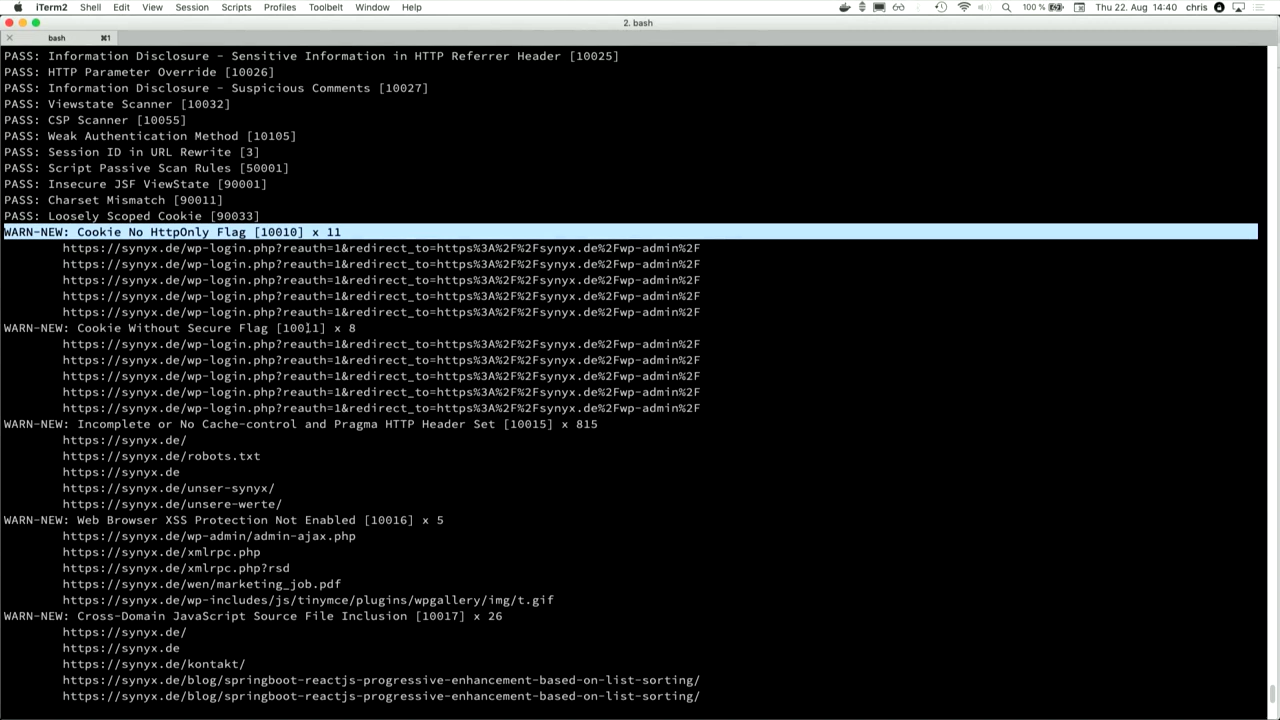 iTerm2 Shell Edit View Session Scripts Profiles Toolbelt Window Help 100 % Thu 22. Aug 14:40 chris
2. bash
bash ⌘1
PASS: Information Disclosure - Sensitive Information in HTTP Referrer Header [10025]
PASS: HTTP Parameter Override [10026]
PASS: Information Disclosure - Suspicious Comments [10027]
PASS: Viewstate Scanner [10032]
PASS: CSP Scanner [10055]
PASS: Weak Authentication Method [10105]
PASS: Session ID in URL Rewrite [3]
PASS: Script Passive Scan Rules [50001]
PASS: Insecure JSF ViewState [90001]
PASS: Charset Mismatch [90011]
PASS: Loosely Scoped Cookie [90033]
WARN-NEW: Cookie No HttpOnly Flag [10010] x 11
https://synyx.de/wp-login.php?reauth=1&redirect_to=https%3A%2F%2Fsynyx.de%2Fwp-admin%2F
https://synyx.de/wp-login.php?reauth=1&redirect_to=https%3A%2F%2Fsynyx.de%2Fwp-admin%2F
https://synyx.de/wp-login.php?reauth=1&redirect_to=https%3A%2F%2Fsynyx.de%2Fwp-admin%2F
https://synyx.de/wp-login.php?reauth=1&redirect_to=https%3A%2F%2Fsynyx.de%2Fwp-admin%2F
https://synyx.de/wp-login.php?reauth=1&redirect_to=https%3A%2F%2Fsynyx.de%2Fwp-admin%2F
WARN-NEW: Cookie Without Secure Flag [10011] x 8
https://synyx.de/wp-login.php?reauth=1&redirect_to=https%3A%2F%2Fsynyx.de%2Fwp-admin%2F
https://synyx.de/wp-login.php?reauth=1&redirect_to=https%3A%2F%2Fsynyx.de%2Fwp-admin%2F
https://synyx.de/wp-login.php?reauth=1&redirect_to=https%3A%2F%2Fsynyx.de%2Fwp-admin%2F
https://synyx.de/wp-login.php?reauth=1&redirect_to=https%3A%2F%2Fsynyx.de%2Fwp-admin%2F
https://synyx.de/wp-login.php?reauth=1&redirect_to=https%3A%2F%2Fsynyx.de%2Fwp-admin%2F
WARN-NEW: Incomplete or No Cache-control and Pragma HTTP Header Set [10015] x 815
https://synyx.de/
https://synyx.de/robots.txt
https://synyx.de
https://synyx.de/unser-synyx/
https://synyx.de/unsere-werte/
WARN-NEW: Web Browser XSS Protection Not Enabled [10016] x 5
https://synyx.de/wp-admin/admin-ajax.php
https://synyx.de/xmlrpc.php
https://synyx.de/xmlrpc.php?rsd
https://synyx.de/wen/marketing_job.pdf
https://synyx.de/wp-includes/js/tinymce/plugins/wpgallery/img/t.gif
WARN-NEW: Cross-Domain JavaScript Source File Inclusion [10017] x 26
https://synyx.de/
https://synyx.de
https://synyx.de/kontakt/
https://synyx.de/blog/springboot-reactjs-progressive-enhancement-based-on-list-sorting/
https://synyx.de/blog/springboot-reactjs-progressive-enhancement-based-on-list-sorting/